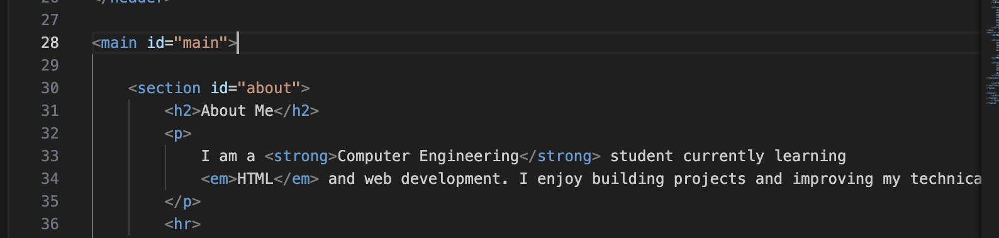 27
28 <main id="main">
29
30 <section id="about">
31 <h2>About Me</h2>
32 <p>
33 I am a <strong>Computer Engineering</strong> student currently learning
34 <em>HTML</em> and web development. I enjoy building projects and improving my technica
35 </p>
36 <hr>